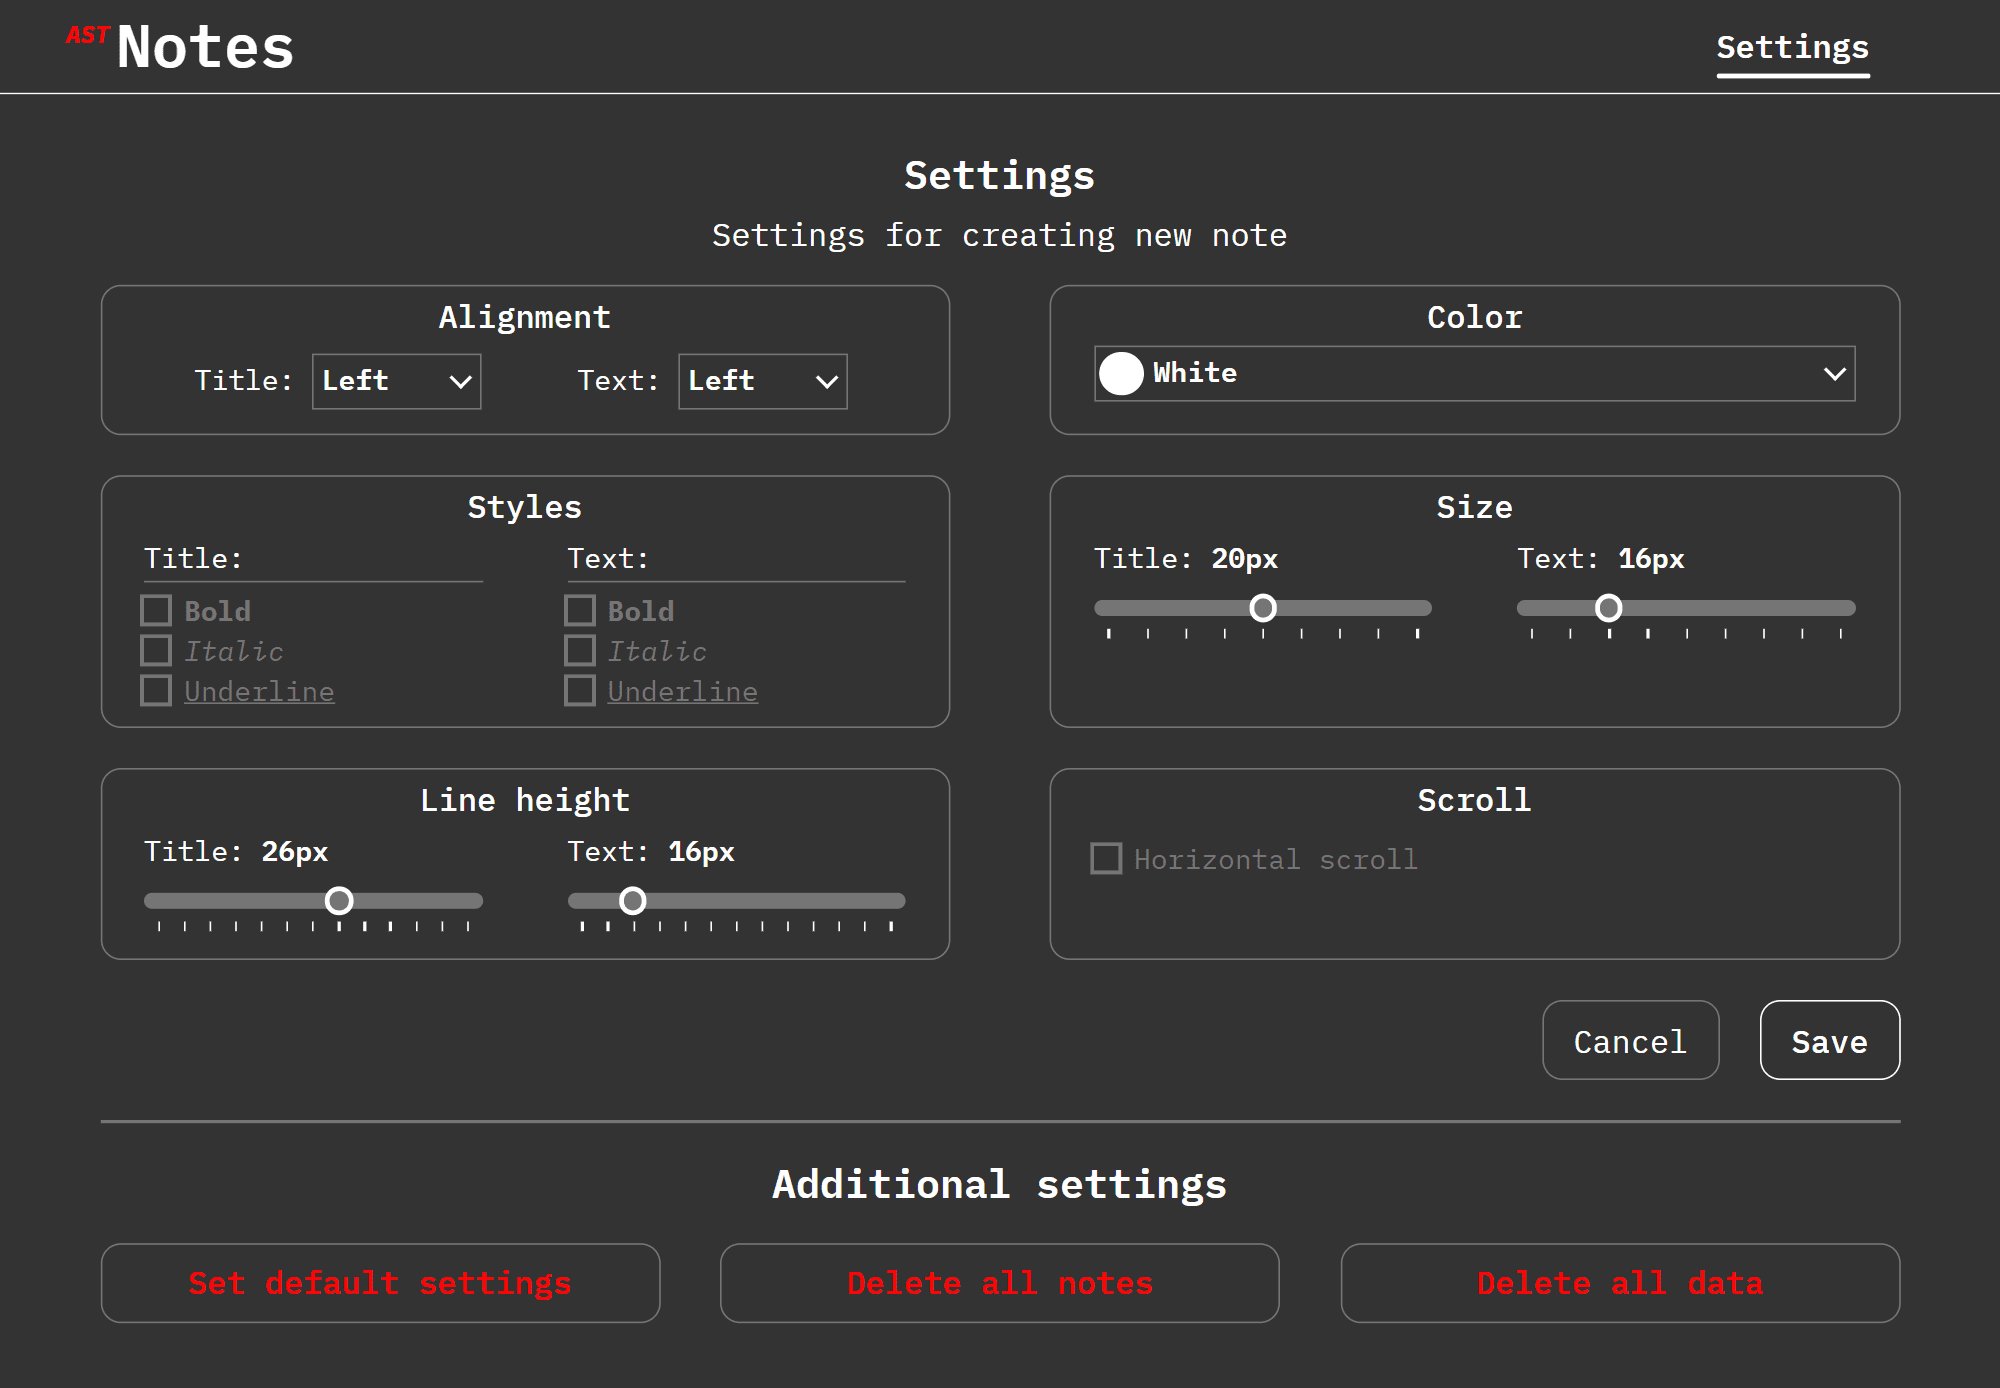 AST Notes
Settings
Settings
Settings for creating new note
Alignment
Title: Left Text: Left
Color
White
Styles
Title: Text:
Bold Bold
Italic Italic
Underline Underline
Size
Title: 20px Text: 16px
Line height
Title: 26px Text: 16px
Scroll
Horizontal scroll
Cancel Save
Additional settings
Set default settings Delete all notes Delete all data